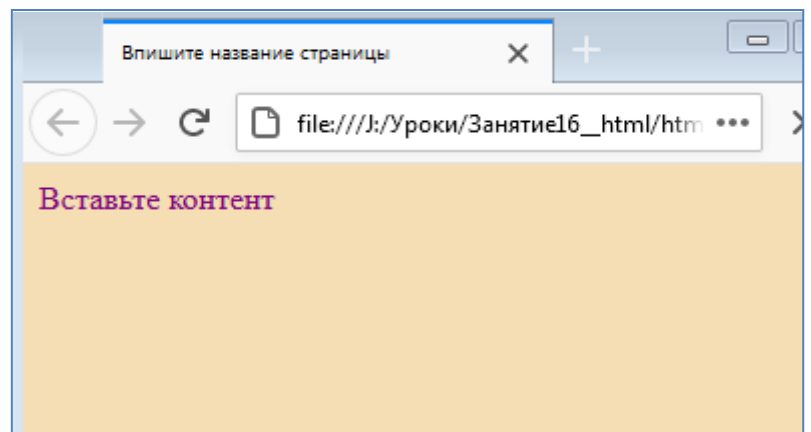 Впишите название страницы
file:///J:/Уроки/Занятие16__html/htm
Вставьте контент